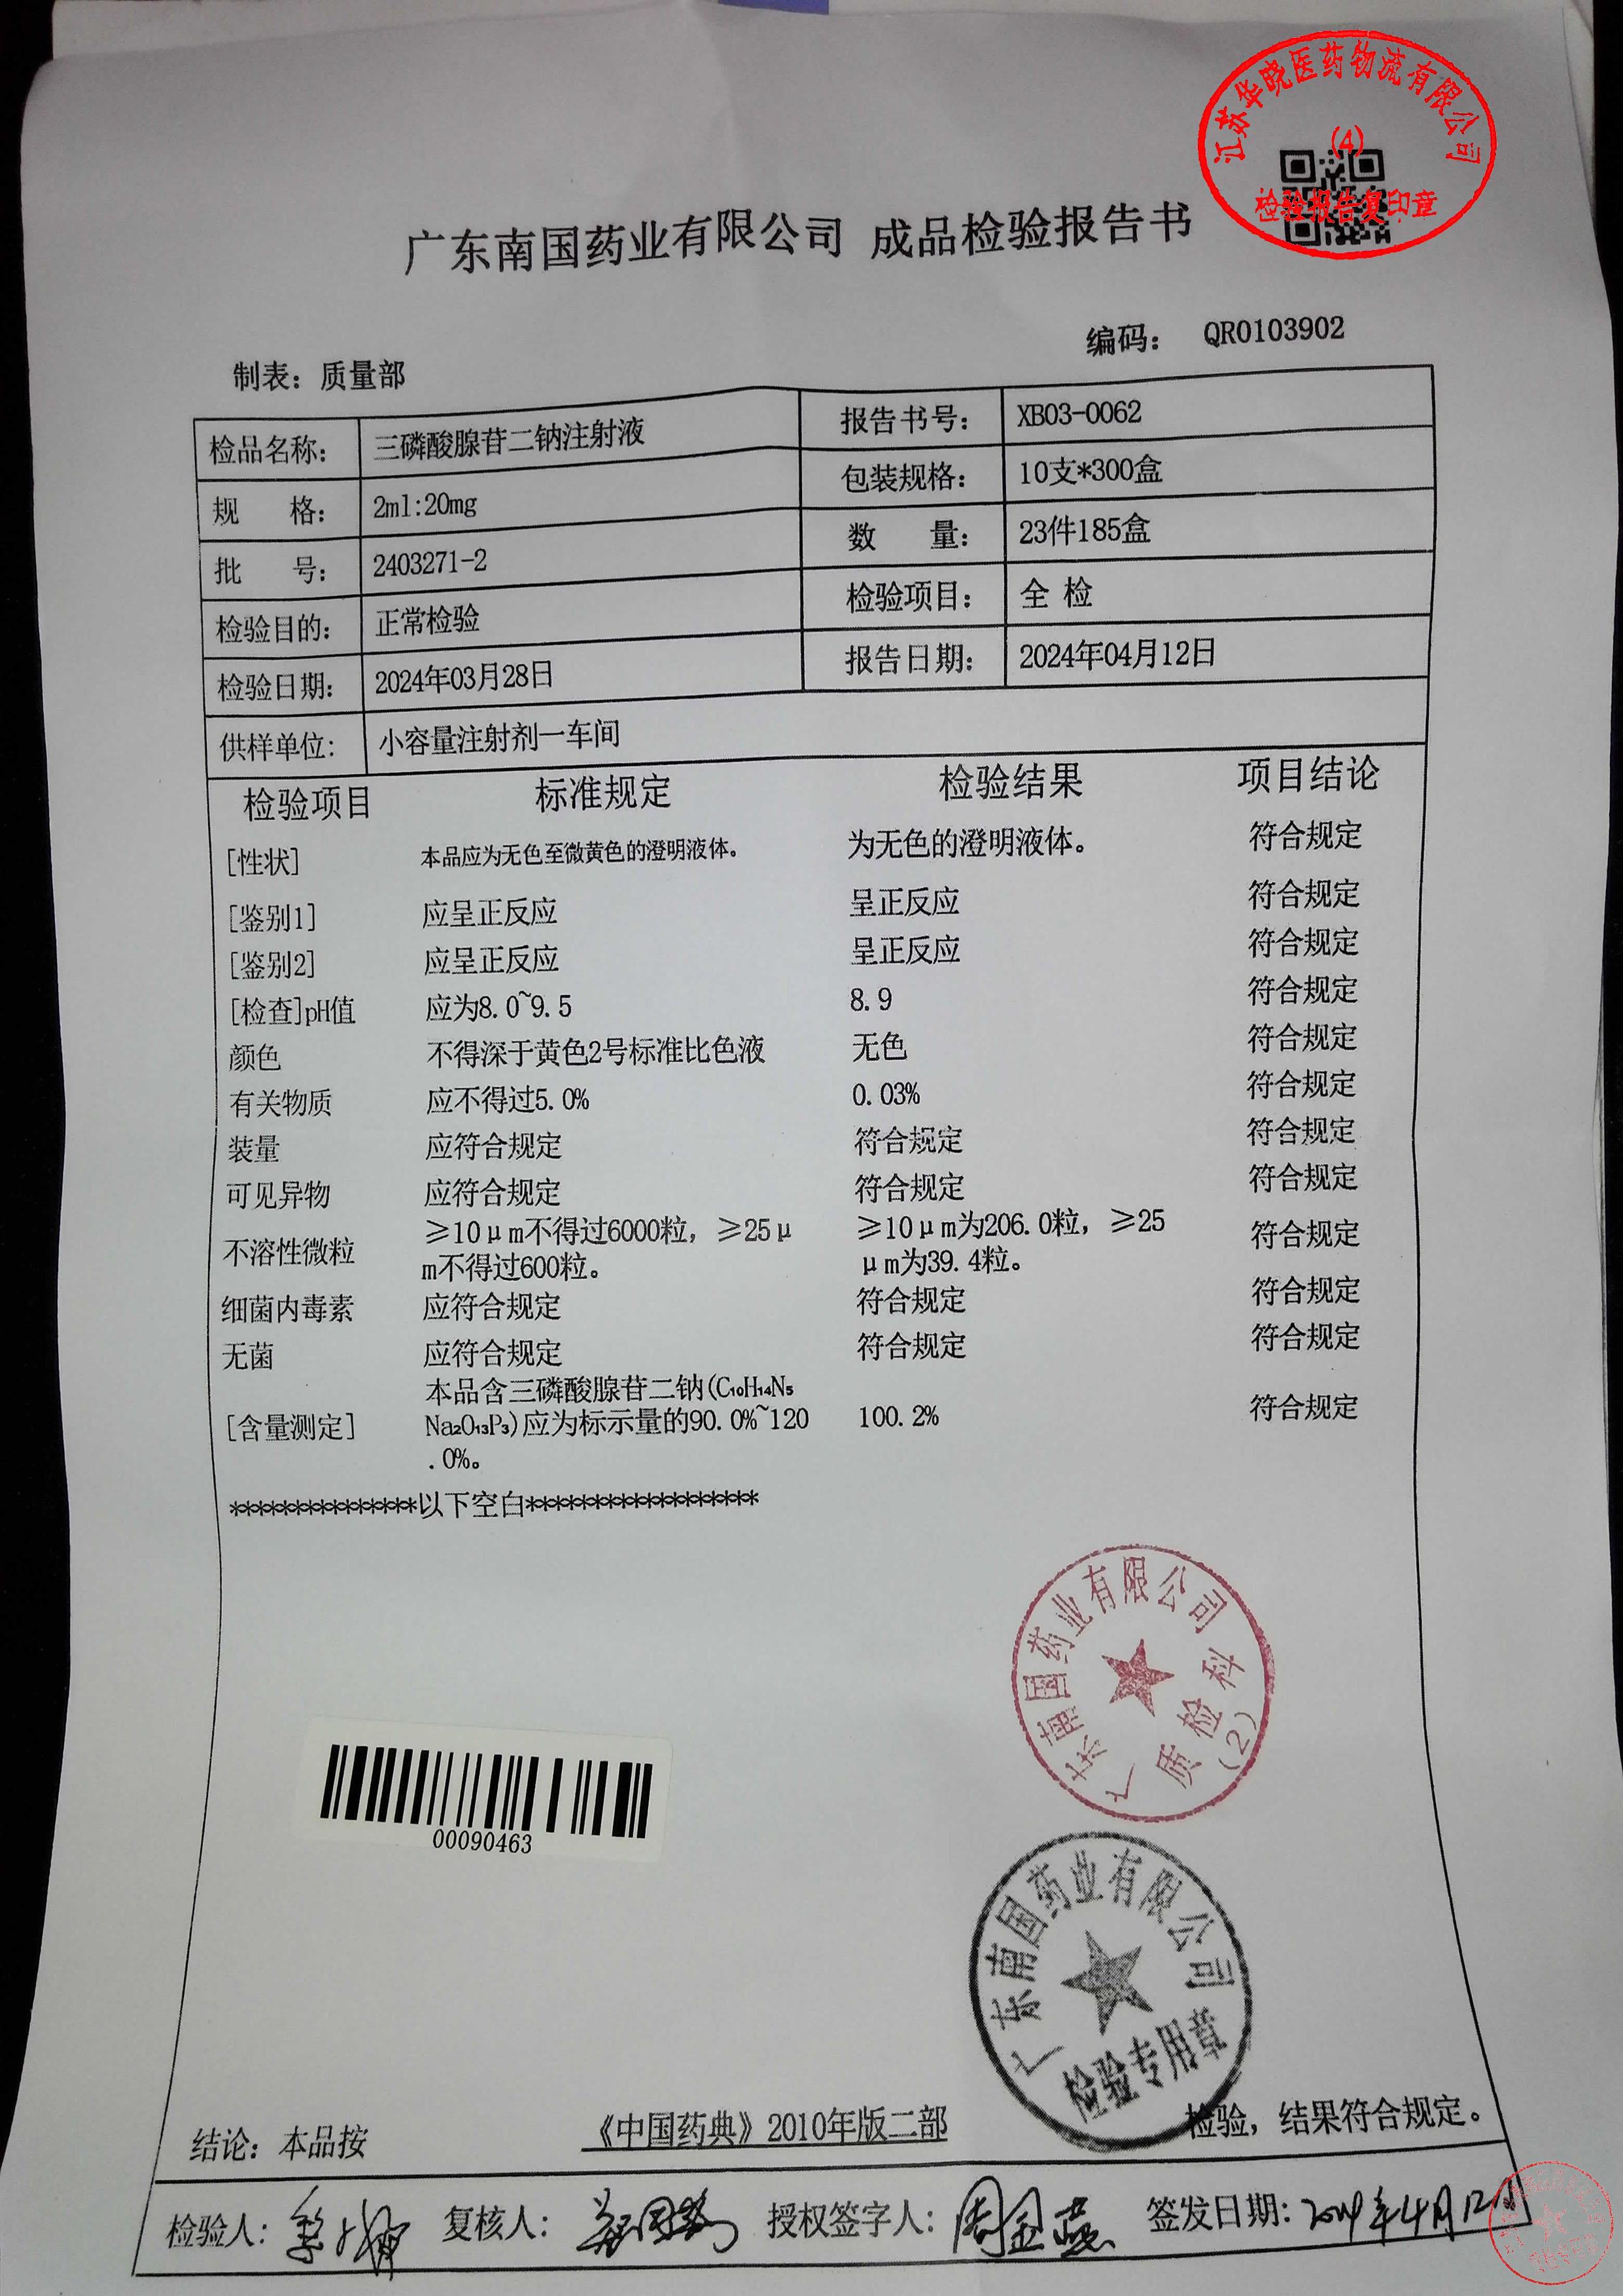 江苏华晓医药物流有限公司
(4)
检验报告复印章
广东南国药业有限公司 成品检验报告书
编码： QR0103902
制表：质量部
检品名称： 三磷酸腺苷二钠注射液 报告书号： XB03-0062
规 格： 2ml:20mg 包装规格： 10支*300盒
批 号： 2403271-2 数 量： 23件185盒
检验目的： 正常检验 检验项目： 全 检
检验日期： 2024年03月28日 报告日期： 2024年04月12日
供样单位： 小容量注射剂一车间
检验项目 标准规定 检验结果 项目结论
[性状] 本品应为无色至微黄色的澄明液体。 为无色的澄明液体。 符合规定
[鉴别1] 应呈正反应 呈正反应 符合规定
[鉴别2] 应呈正反应 呈正反应 符合规定
[检查]pH值 应为8.0~9.5 8.9 符合规定
颜色 不得深于黄色2号标准比色液 无色 符合规定
有关物质 应不得过5.0% 0.03% 符合规定
装量 应符合规定 符合规定 符合规定
可见异物 应符合规定 符合规定 符合规定
不溶性微粒 ≥10μm不得过6000粒，≥25μ ≥10μm为206.0粒，≥25 符合规定
m不得过600粒。 μm为39.4粒。
细菌内毒素 应符合规定 符合规定 符合规定
无菌 应符合规定 符合规定 符合规定
本品含三磷酸腺苷二钠(C₁₀H₁₄N₅
[含量测定] Na₂O₁₃P₃)应为标示量的90.0%~120 100.2% 符合规定
.0%。
***************以下空白*******************
广东南国药业有限公司
质检科
(2)
00090463
广东南国药业有限公司
检验专用章
结论：本品按 《中国药典》2010年版二部 检验，结果符合规定。
检验人： 复核人： 授权签字人：周金燕 签发日期：2024年4月12日